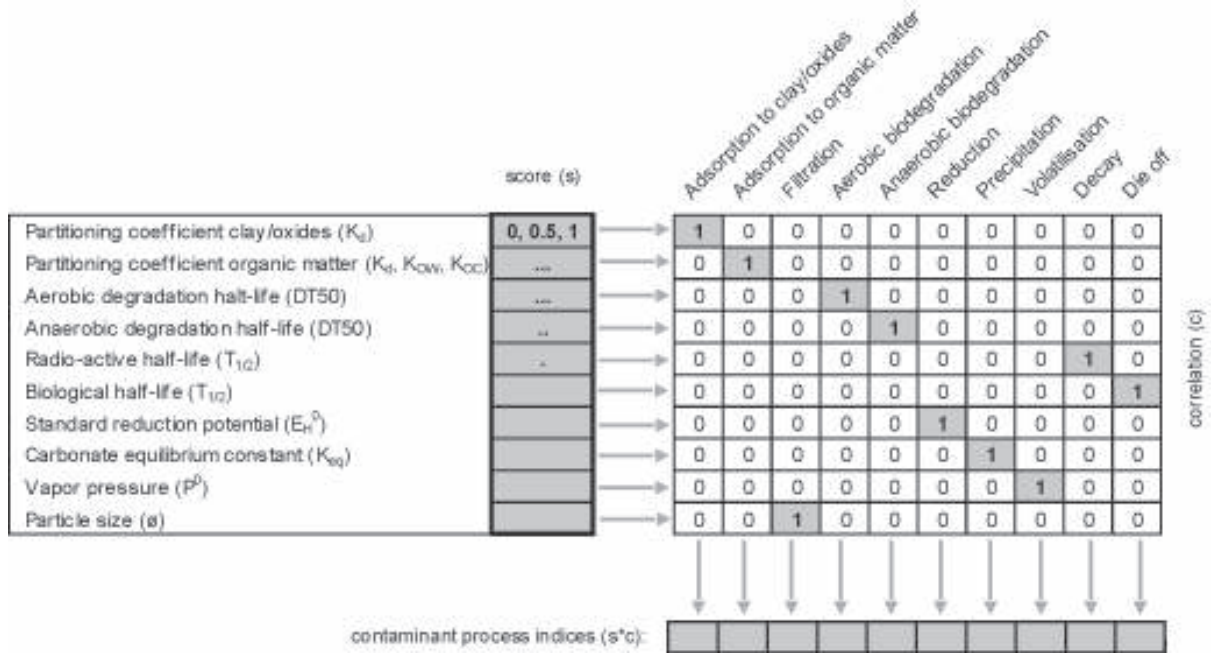 Adsorption to clay/oxides
Adsorption to organic matter
Filtration
Aerobic biodegradation
Anaerobic biodegradation
Reduction
Precipitation
Volatilisation
Decay
Die off
score (s)
Partitioning coefficient clay/oxides (Kd) 0, 0.5, 1 1 0 0 0 0 0 0 0 0 0
Partitioning coefficient organic matter (Kd, KOW, KOC) ... 0 1 0 0 0 0 0 0 0 0
Aerobic degradation half-life (DT50) ... 0 0 0 1 0 0 0 0 0 0
Anaerobic degradation half-life (DT50) .. 0 0 0 0 1 0 0 0 0 0
Radio-active half-life (T1/2) . 0 0 0 0 0 0 0 0 1 0
Biological half-life (T1/2) 0 0 0 0 0 0 0 0 0 1
Standard reduction potential (EH0) 0 0 0 0 0 1 0 0 0 0
Carbonate equilibrium constant (Keq) 0 0 0 0 0 0 1 0 0 0
Vapor pressure (P0) 0 0 0 0 0 0 0 1 0 0
Particle size (ø) 0 0 1 0 0 0 0 0 0 0
correlation (c)
contaminant process indices (s*c):